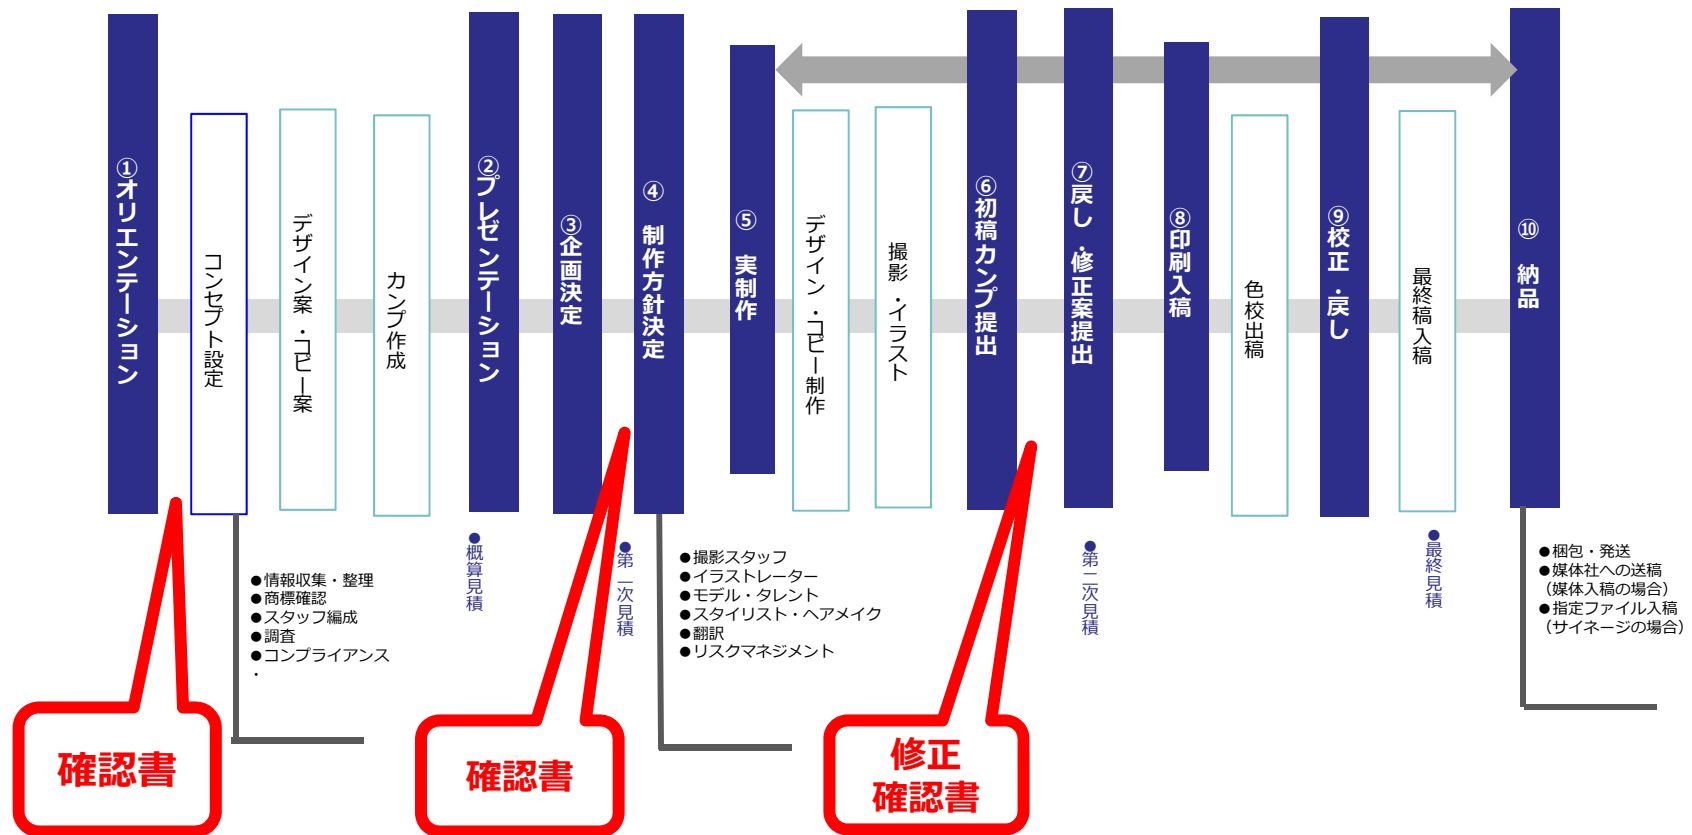 ①オリエンテーション
コンセプト設定
デザイン案・コピー案
カンプ作成
②プレゼンテーション
③企画決定
④ 制作方針決定
⑤ 実制作
デザイン・コピー制作
撮影・イラスト
⑥初稿カンプ提出
⑦戻し・修正案提出
⑧印刷入稿
色校出稿
⑨校正・戻し
最終稿入稿
⑩ 納品
●情報収集・整理
●商標確認
●スタッフ編成
●調査
●コンプライアンス
・
●概算見積
●第一次見積
●撮影スタッフ
●イラストレーター
●モデル・タレント
●スタイリスト・ヘアメイク
●翻訳
●リスクマネジメント
●第二次見積
●最終見積
●梱包・発送
●媒体社への送稿
（媒体入稿の場合）
●指定ファイル入稿
（サイネージの場合）
確認書
確認書
修正
確認書